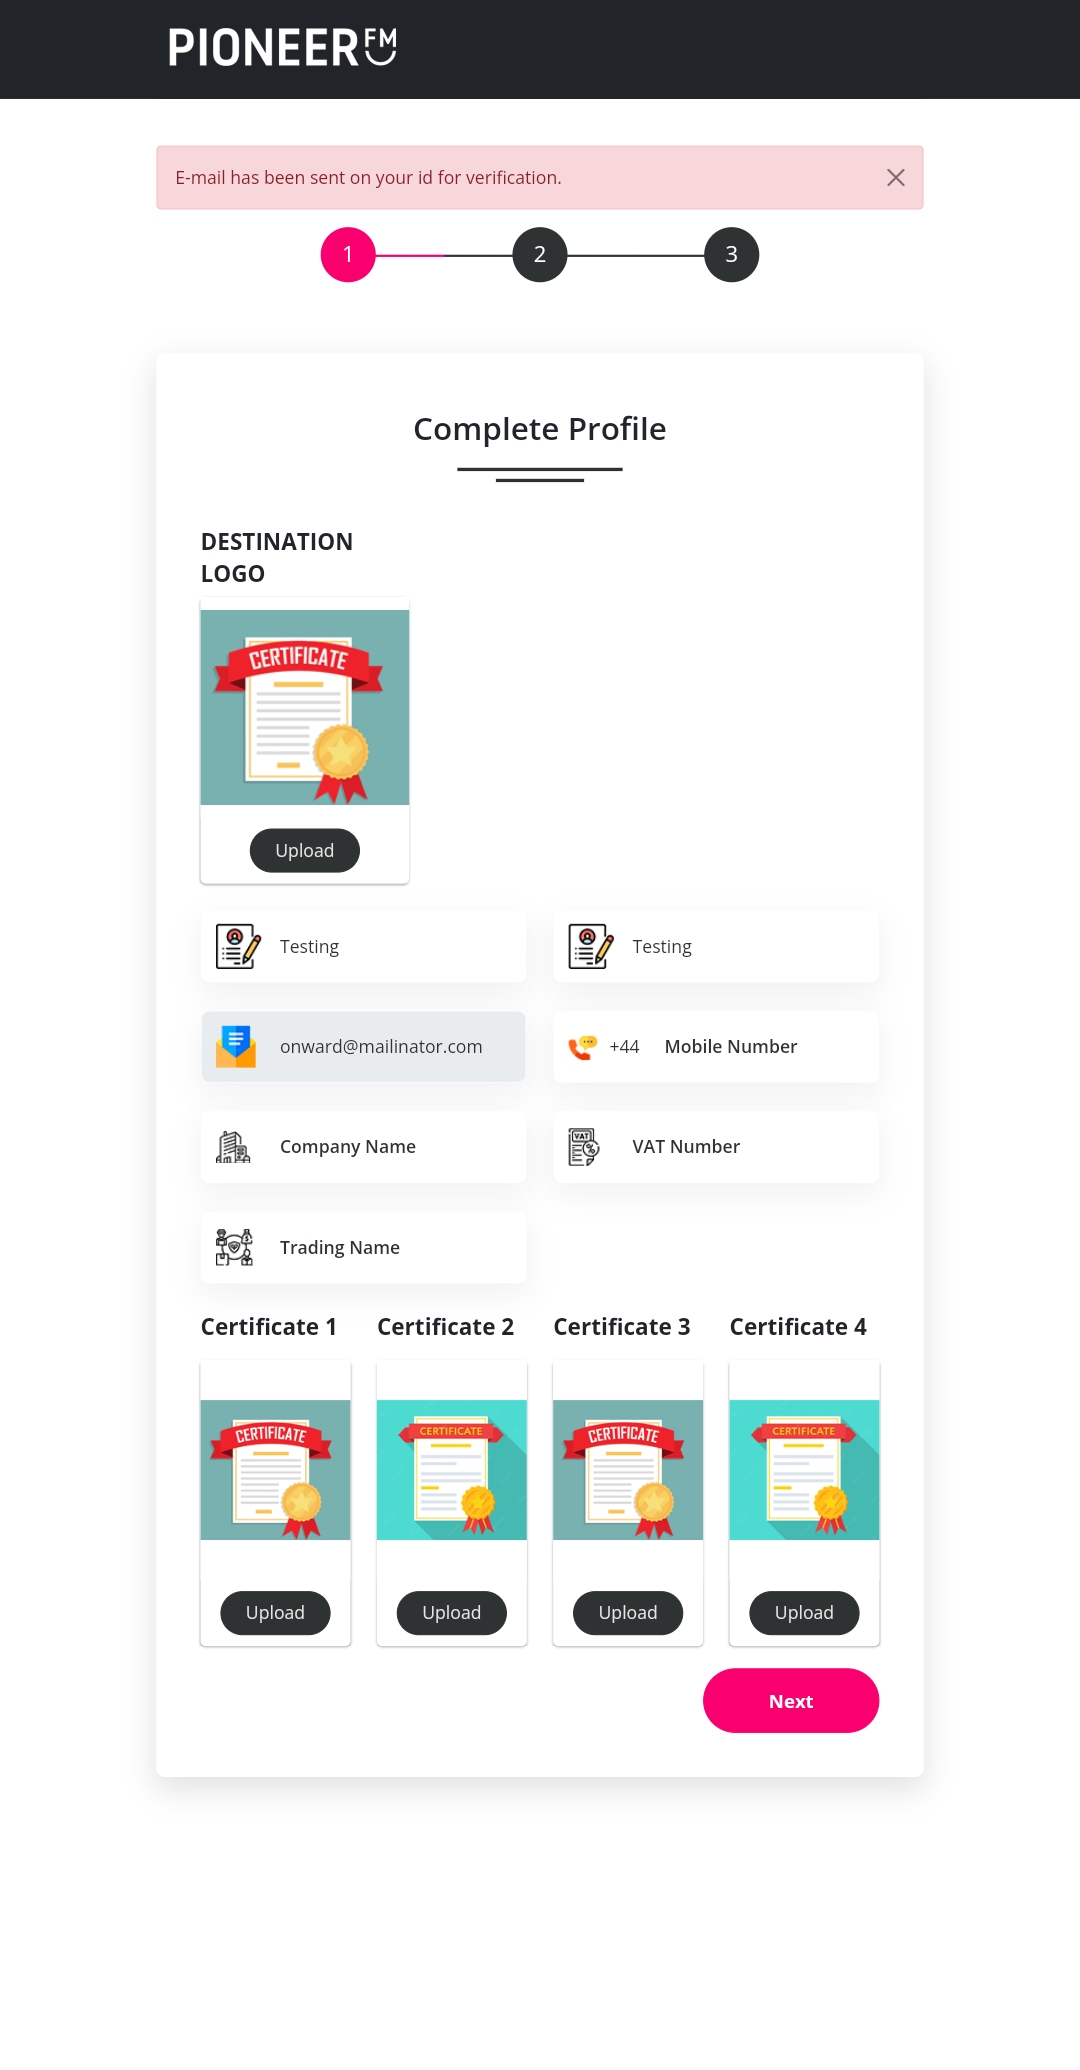 PIONEER FM
E-mail has been sent on your id for verification.
1 2 3
Complete Profile
DESTINATION
LOGO
CERTIFICATE
Upload
Testing Testing
onward@mailinator.com +44 Mobile Number
Company Name VAT VAT Number
Trading Name
Certificate 1 Certificate 2 Certificate 3 Certificate 4
CERTIFICATE CERTIFICATE CERTIFICATE CERTIFICATE
Upload Upload Upload Upload
Next